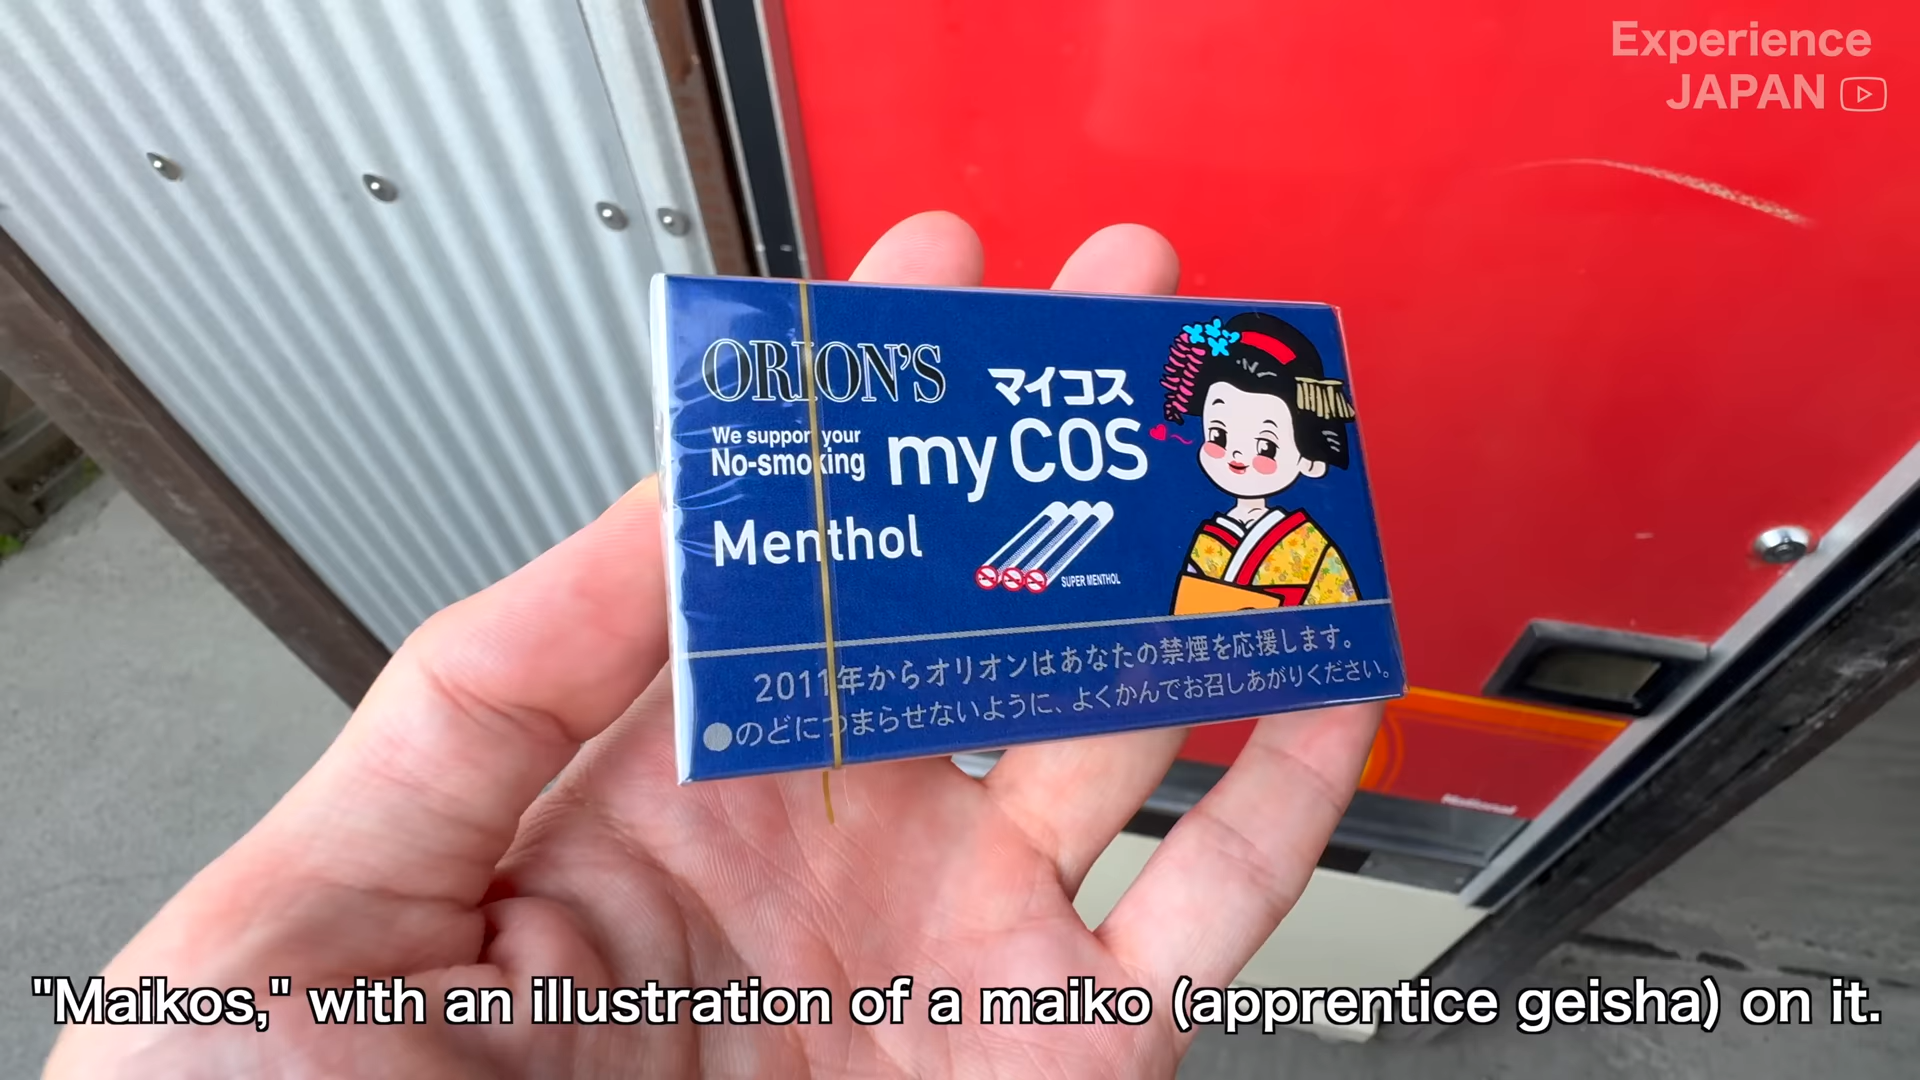 Experience
JAPAN
ORION'S
マイコス
We support your
No-smoking
myCOS
Menthol
SUPER MENTHOL
2011年からオリオンはあなたの禁煙を応援します。
●のどにつまらせないように、よくかんでお召しあがりください。
National
"Maikos," with an illustration of a maiko (apprentice geisha) on it.